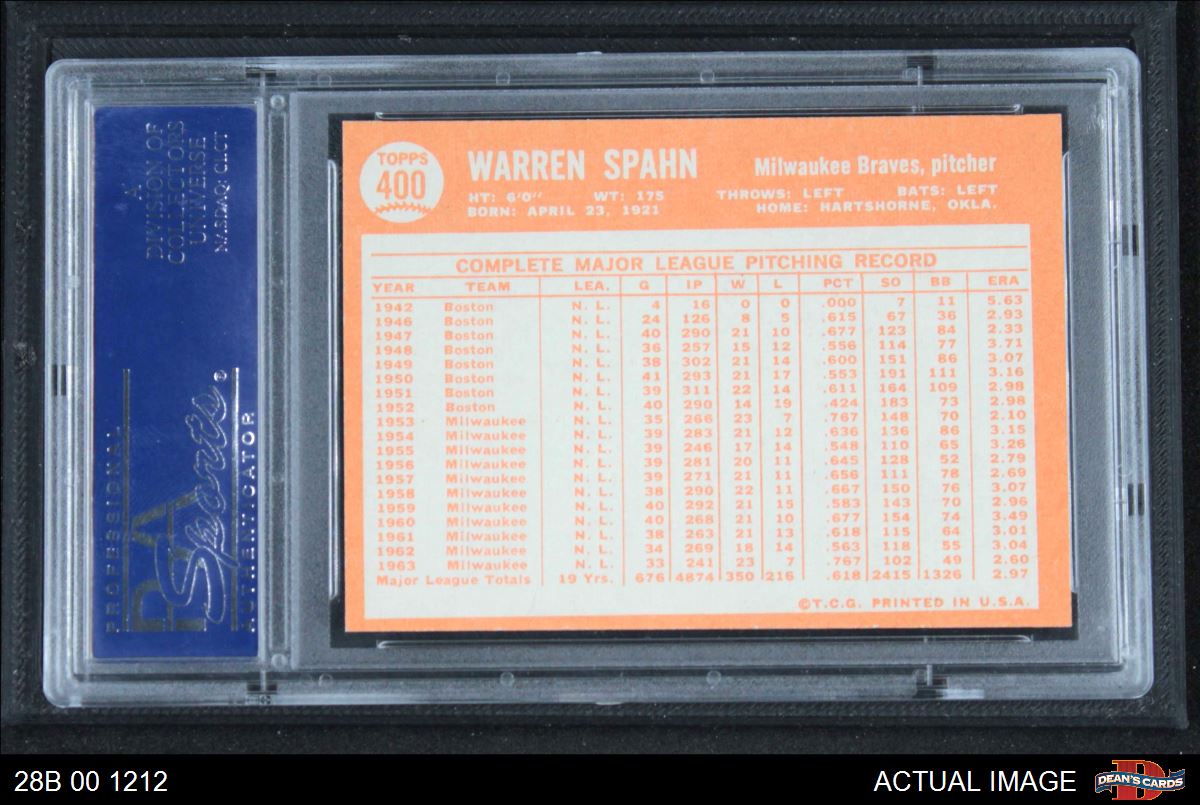 A
DIVISION OF
COLLECTORS
UNIVERSE
NASDAQ: CLCT
PROFESSIONAL
PSA
Sports®
AUTHENTICATOR
TOPPS
400
WARREN SPAHN
Milwaukee Braves, pitcher
HT: 6'0" WT: 175 THROWS: LEFT BATS: LEFT
BORN: APRIL 23, 1921 HOME: HARTSHORNE, OKLA.
COMPLETE MAJOR LEAGUE PITCHING RECORD
YEAR TEAM LEA. G IP W L PCT SO BB ERA
1942 Boston N. L. 4 16 0 0 .000 7 11 5.63
1946 Boston N. L. 24 126 8 5 .615 67 36 2.93
1947 Boston N. L. 40 290 21 10 .677 123 84 2.33
1948 Boston N. L. 36 257 15 12 .556 114 77 3.71
1949 Boston N. L. 38 302 21 14 .600 151 86 3.07
1950 Boston N. L. 41 293 21 17 .553 191 111 3.16
1951 Boston N. L. 39 311 22 14 .611 164 109 2.98
1952 Boston N. L. 40 290 14 19 .424 183 73 2.98
1953 Milwaukee N. L. 35 266 23 7 .767 148 70 2.10
1954 Milwaukee N. L. 39 283 21 12 .636 136 86 3.15
1955 Milwaukee N. L. 39 246 17 14 .548 110 65 3.26
1956 Milwaukee N. L. 39 281 20 11 .645 128 52 2.79
1957 Milwaukee N. L. 39 271 21 11 .656 111 78 2.69
1958 Milwaukee N. L. 38 290 22 11 .667 150 76 3.07
1959 Milwaukee N. L. 40 292 21 15 .583 143 70 2.96
1960 Milwaukee N. L. 40 268 21 10 .677 154 74 3.49
1961 Milwaukee N. L. 38 263 21 13 .618 115 64 3.01
1962 Milwaukee N. L. 34 269 18 14 .563 118 55 3.04
1963 Milwaukee N. L. 33 241 23 7 .767 102 49 2.60
Major League Totals 19 Yrs. 676 4874 350 216 .618 2415 1326 2.97
©T.C.G. PRINTED IN U.S.A.
28B 00 1212
ACTUAL IMAGE
D
DEAN'S CARDS